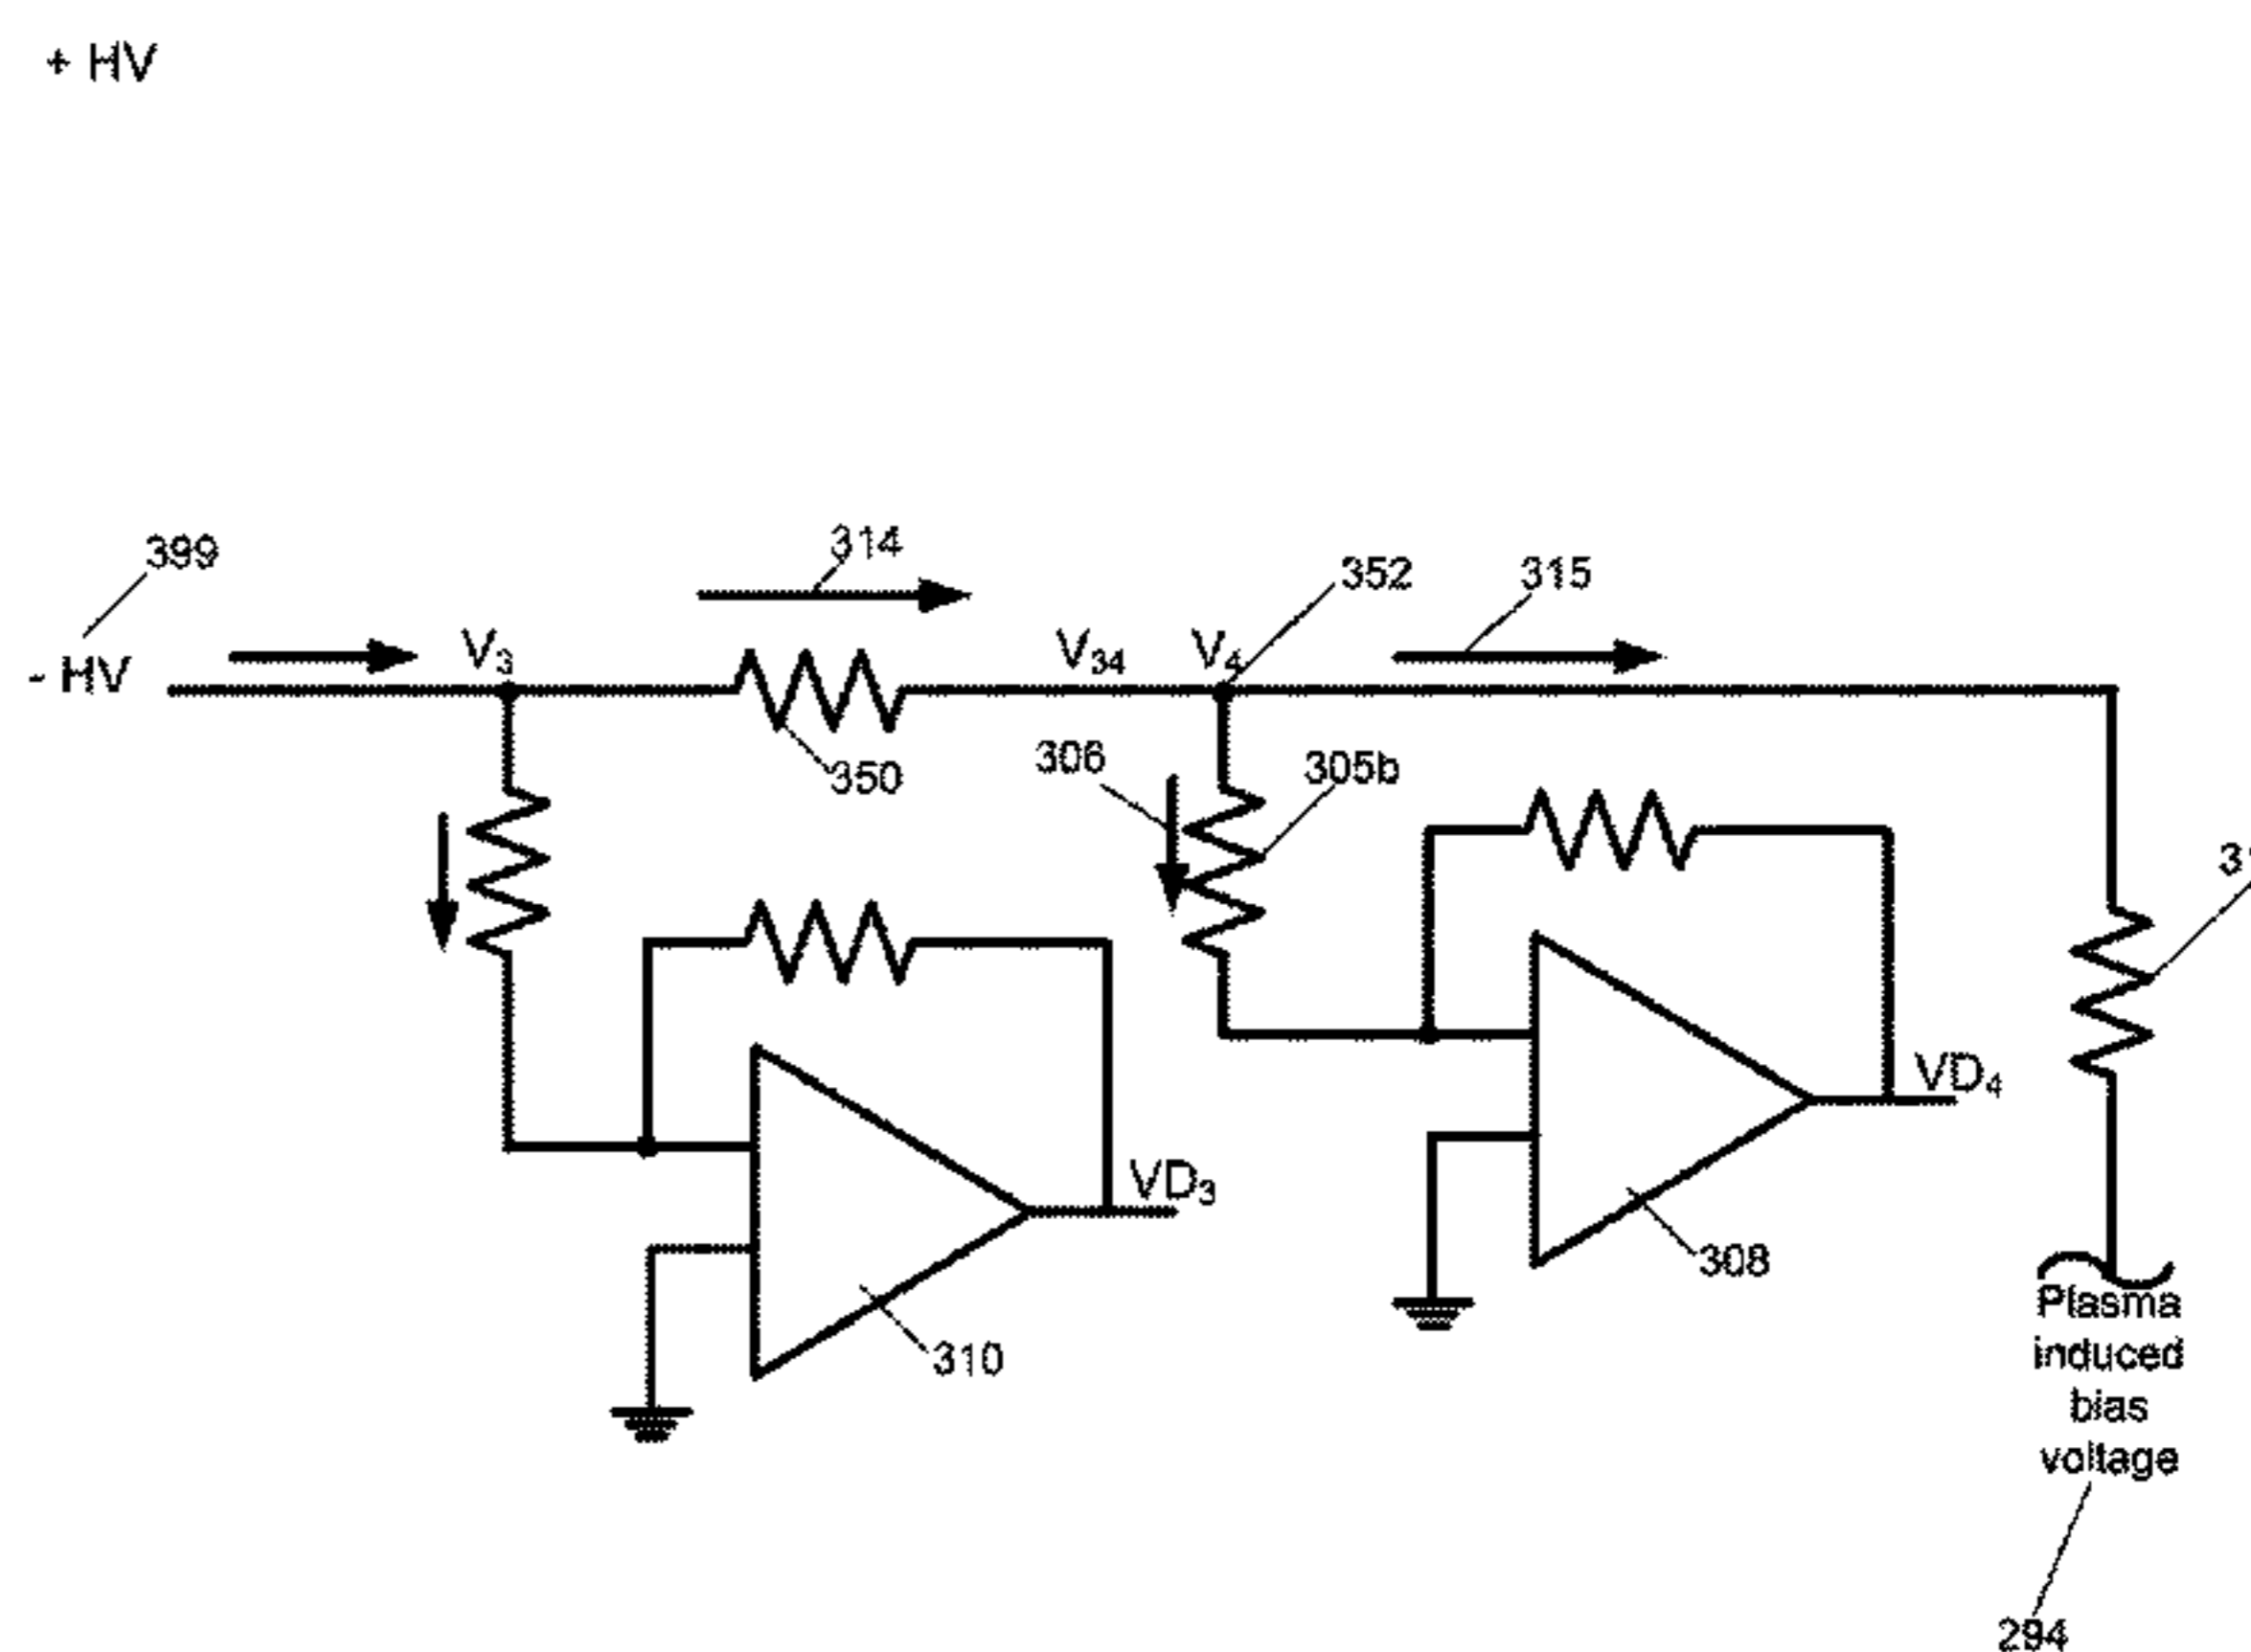 + HV
399
314
352
315
- HV
V3
V34
V4
350
306
305b
VD4
VD3
308
310
Plasma
induced
bias
voltage
294